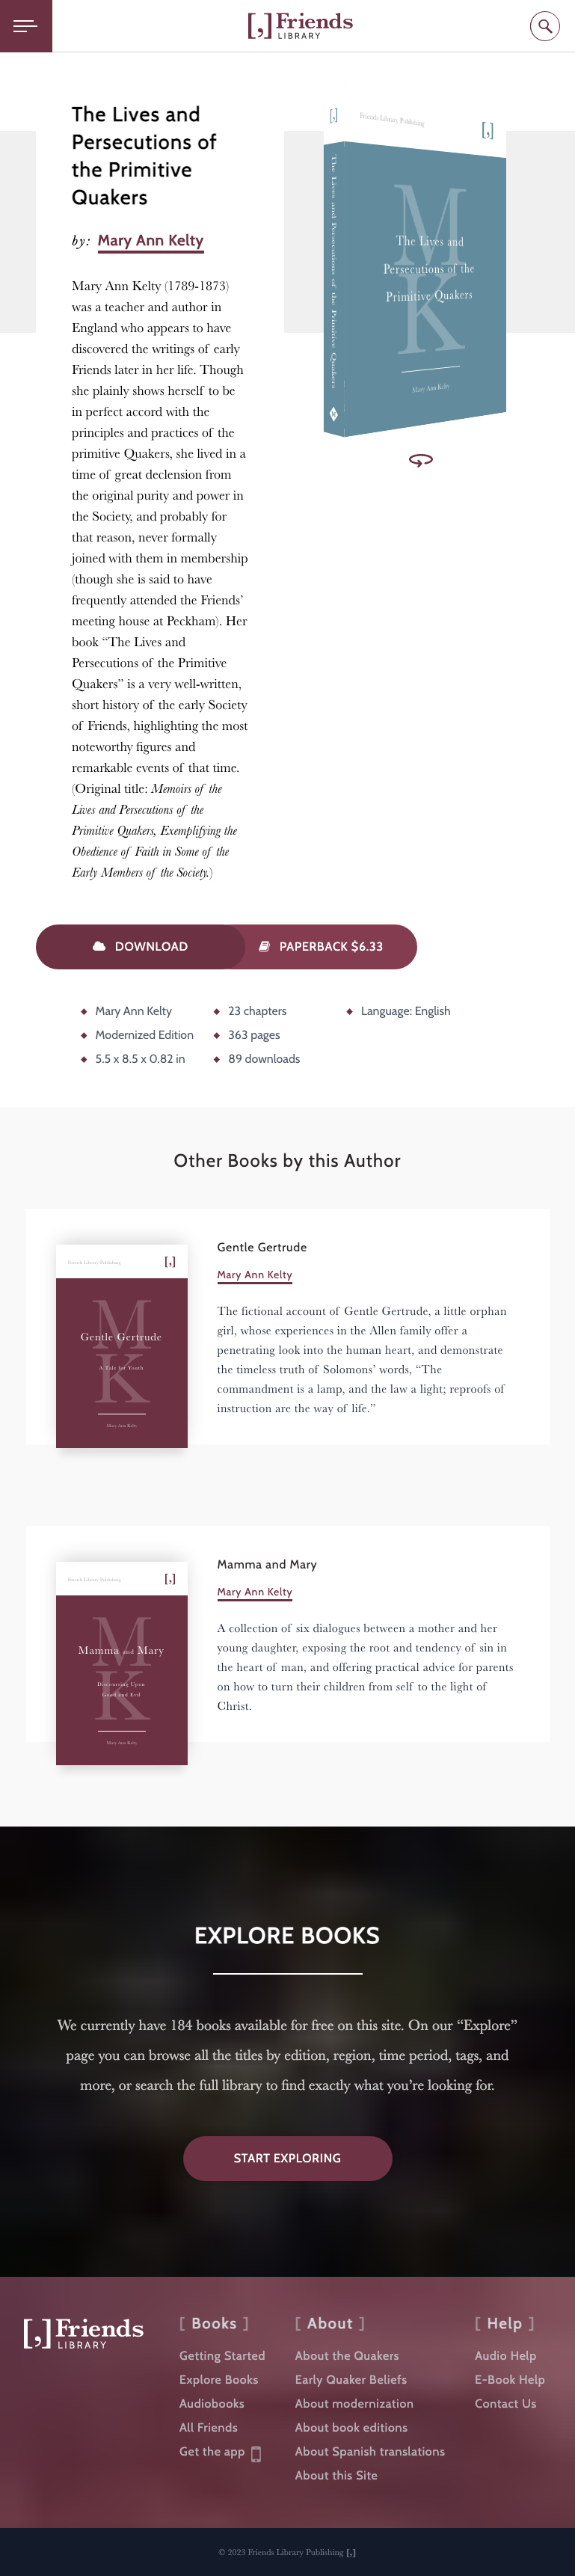 [,] Friends
LIBRARY
The Lives and
Persecutions of
the Primitive
Quakers
by: Mary Ann Kelty
Mary Ann Kelty (1789-1873)
was a teacher and author in
England who appears to have
discovered the writings of early
Friends later in her life. Though
she plainly shows herself to be
in perfect accord with the
principles and practices of the
primitive Quakers, she lived in a
time of great declension from
the original purity and power in
the Society, and probably for
that reason, never formally
joined with them in membership
(though she is said to have
frequently attended the Friends’
meeting house at Peckham). Her
book “The Lives and
Persecutions of the Primitive
Quakers” is a very well-written,
short history of the early Society
of Friends, highlighting the most
noteworthy figures and
remarkable events of that time.
(Original title: Memoirs of the
Lives and Persecutions of the
Primitive Quakers, Exemplifying the
Obedience of Faith in Some of the
Early Members of the Society.)
[,] Friends Library Publishing [,]
The Lives and Persecutions of the Primitive Quakers
MK
The Lives and
Persecutions of the
Primitive Quakers
Mary Ann Kelty
DOWNLOAD
PAPERBACK $6.33
Mary Ann Kelty
Modernized Edition
5.5 x 8.5 x 0.82 in
23 chapters
363 pages
89 downloads
Language: English
Other Books by this Author
Friends Library Publishing [,]
MK
Gentle Gertrude
A Tale for Youth
Mary Ann Kelty
Gentle Gertrude
Mary Ann Kelty
The fictional account of Gentle Gertrude, a little orphan
girl, whose experiences in the Allen family offer a
penetrating look into the human heart, and demonstrate
the timeless truth of Solomons’ words, “The
commandment is a lamp, and the law a light; reproofs of
instruction are the way of life.”
Friends Library Publishing [,]
MK
Mamma and Mary
Discoursing Upon
Good and Evil
Mary Ann Kelty
Mamma and Mary
Mary Ann Kelty
A collection of six dialogues between a mother and her
young daughter, exposing the root and tendency of sin in
the heart of man, and offering practical advice for parents
on how to turn their children from self to the light of
Christ.
EXPLORE BOOKS
We currently have 184 books available for free on this site. On our “Explore”
page you can browse all the titles by edition, region, time period, tags, and
more, or search the full library to find exactly what you’re looking for.
START EXPLORING
[,] Friends
LIBRARY
[ Books ]
Getting Started
Explore Books
Audiobooks
All Friends
Get the app
[ About ]
About the Quakers
Early Quaker Beliefs
About modernization
About book editions
About Spanish translations
About this Site
[ Help ]
Audio Help
E-Book Help
Contact Us
© 2023 Friends Library Publishing [,]